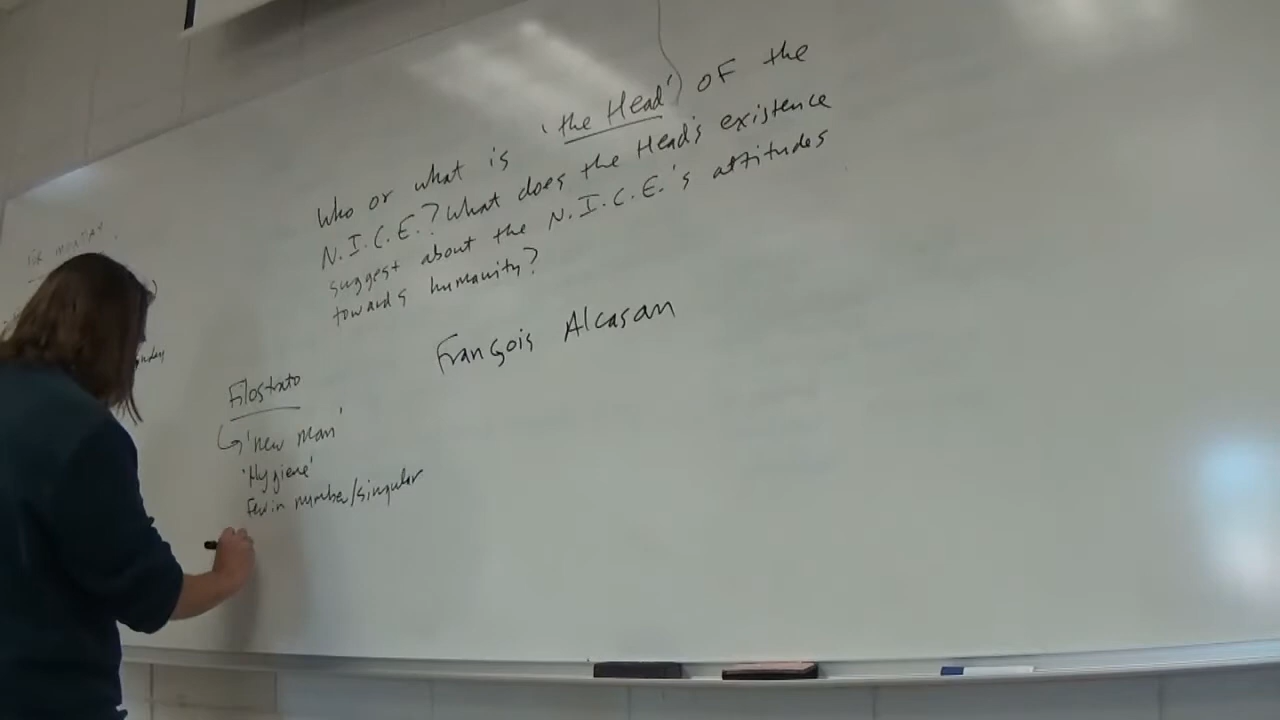 Who or what is 'the Head' of the
N.I.C.E.? What does the Head's existence
suggest about the N.I.C.E.'s attitudes
towards humanity?
François Alcasan
Filostrato
'new man'
'Hygiene'
Few in number/singular